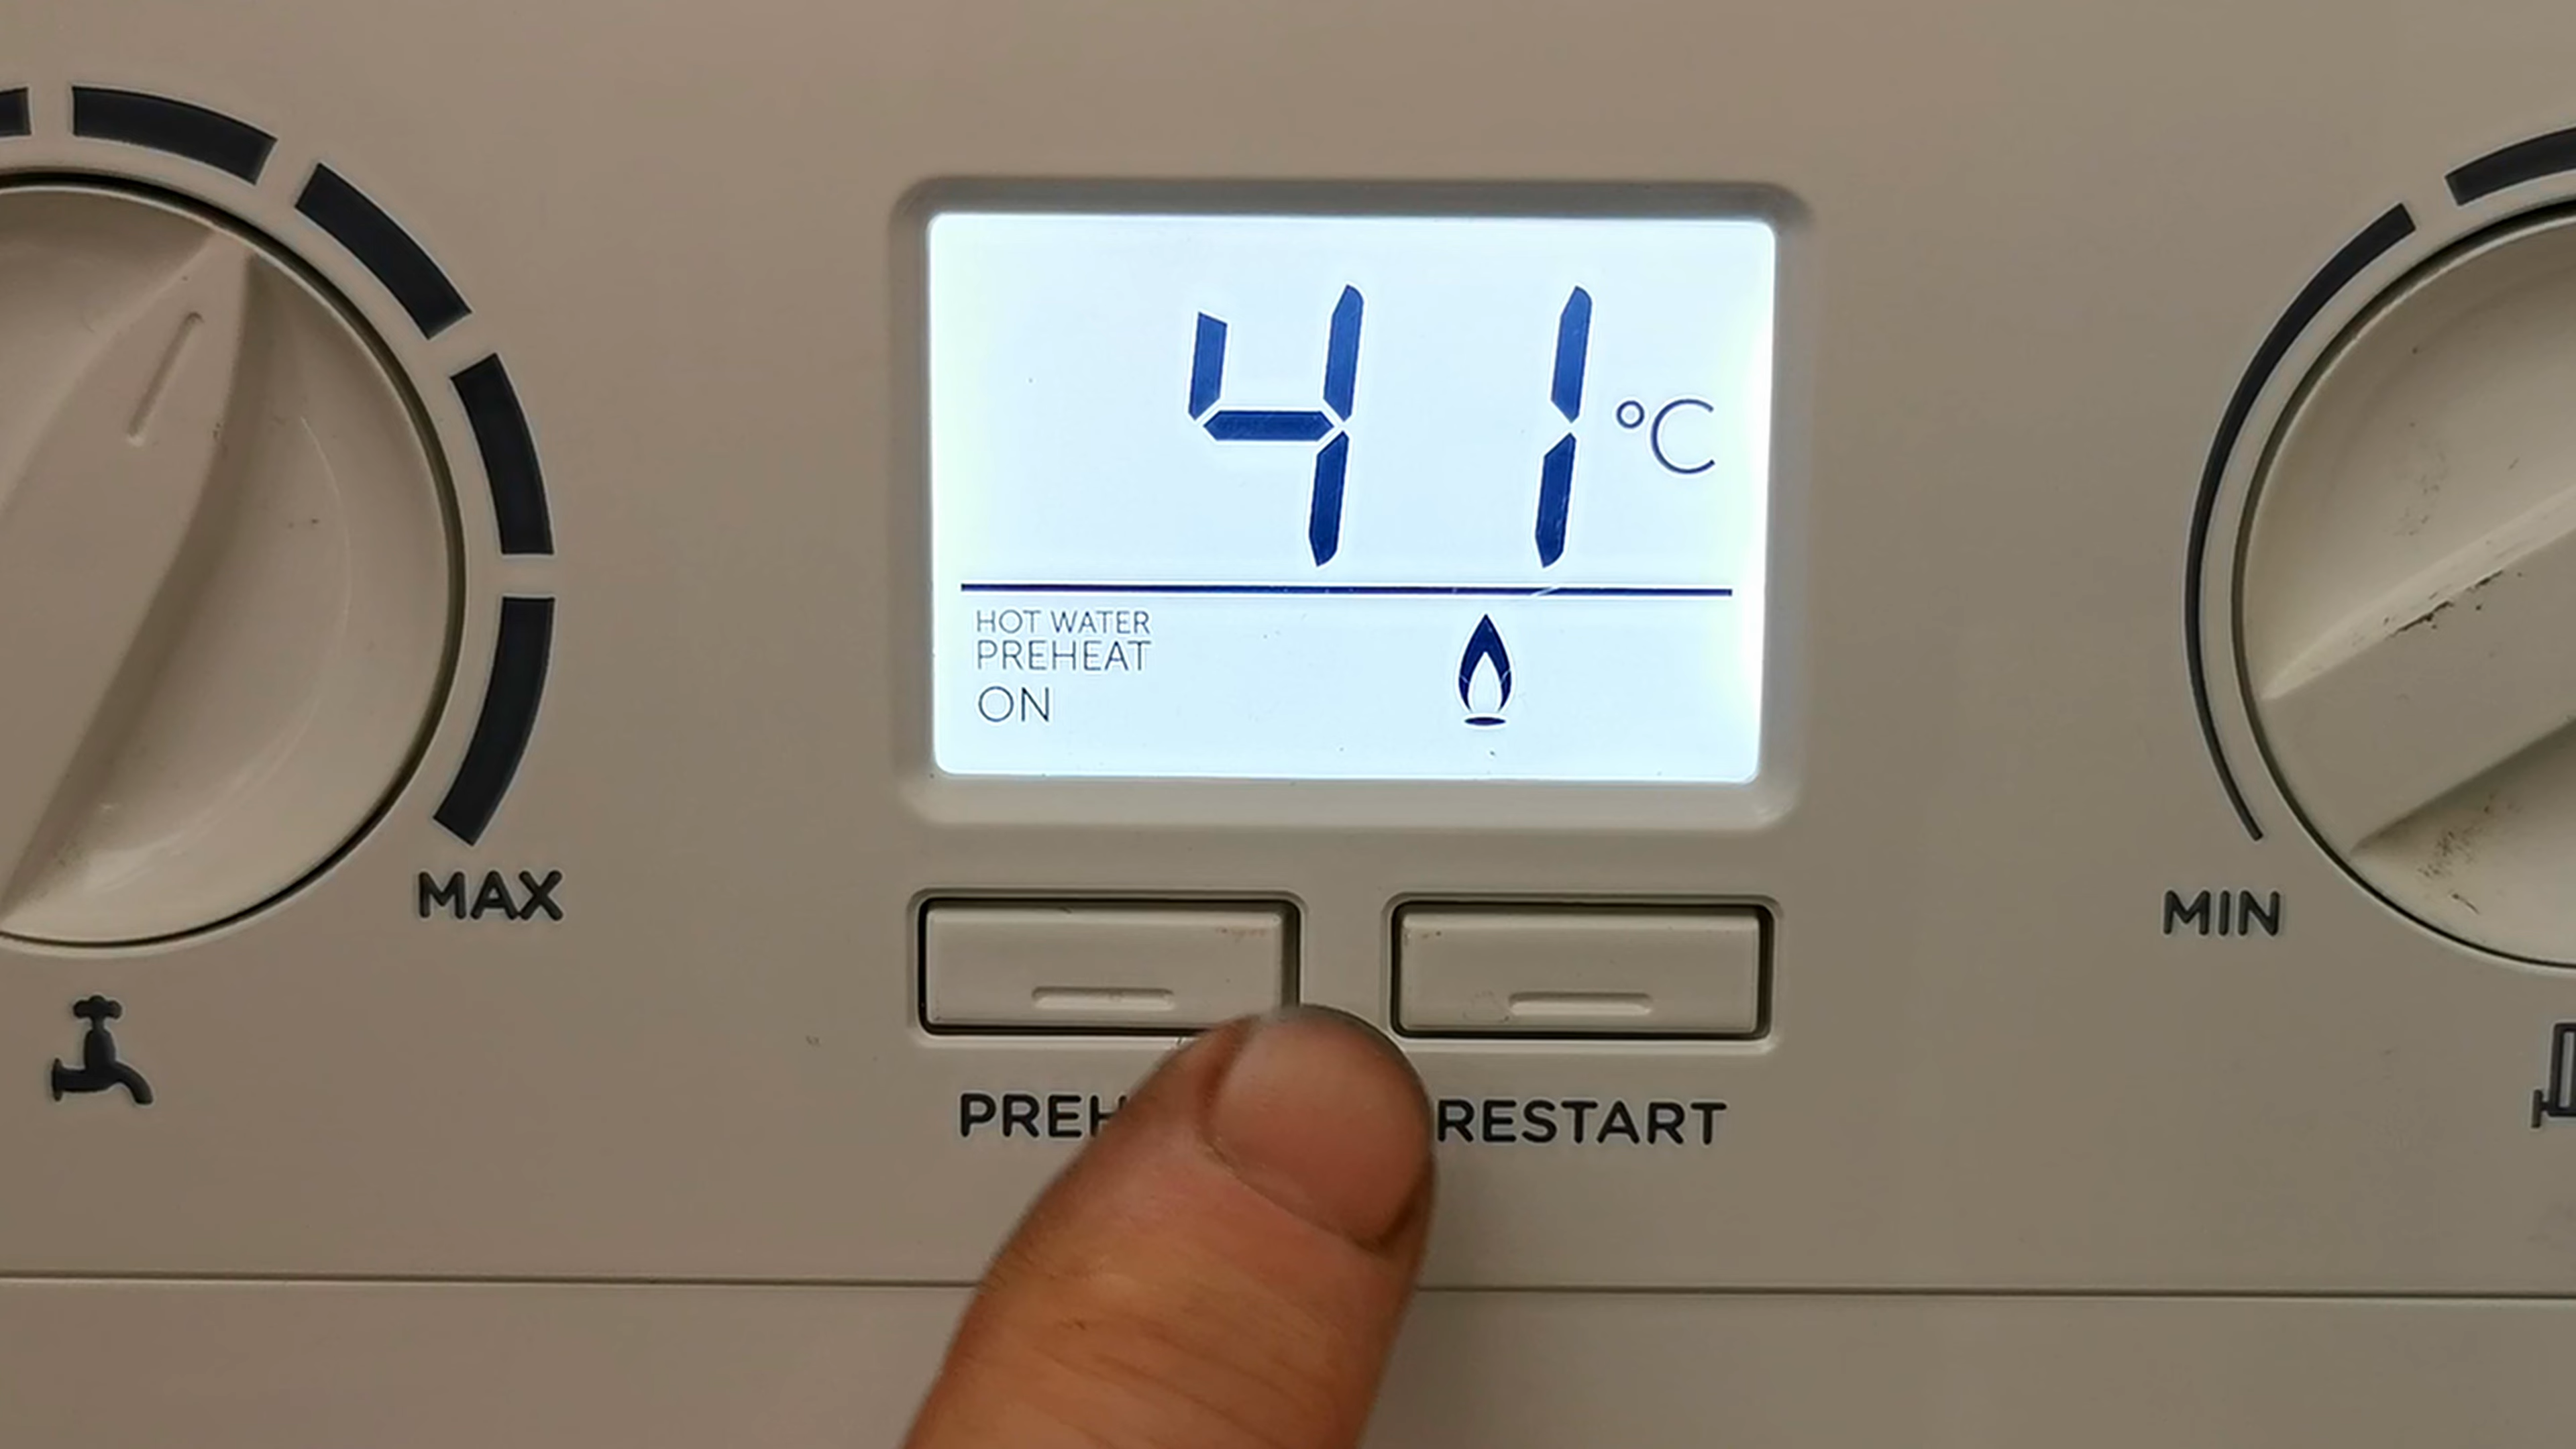 41 °C
HOT WATER
PREHEAT
ON
MAX
MIN
PREH
RESTART